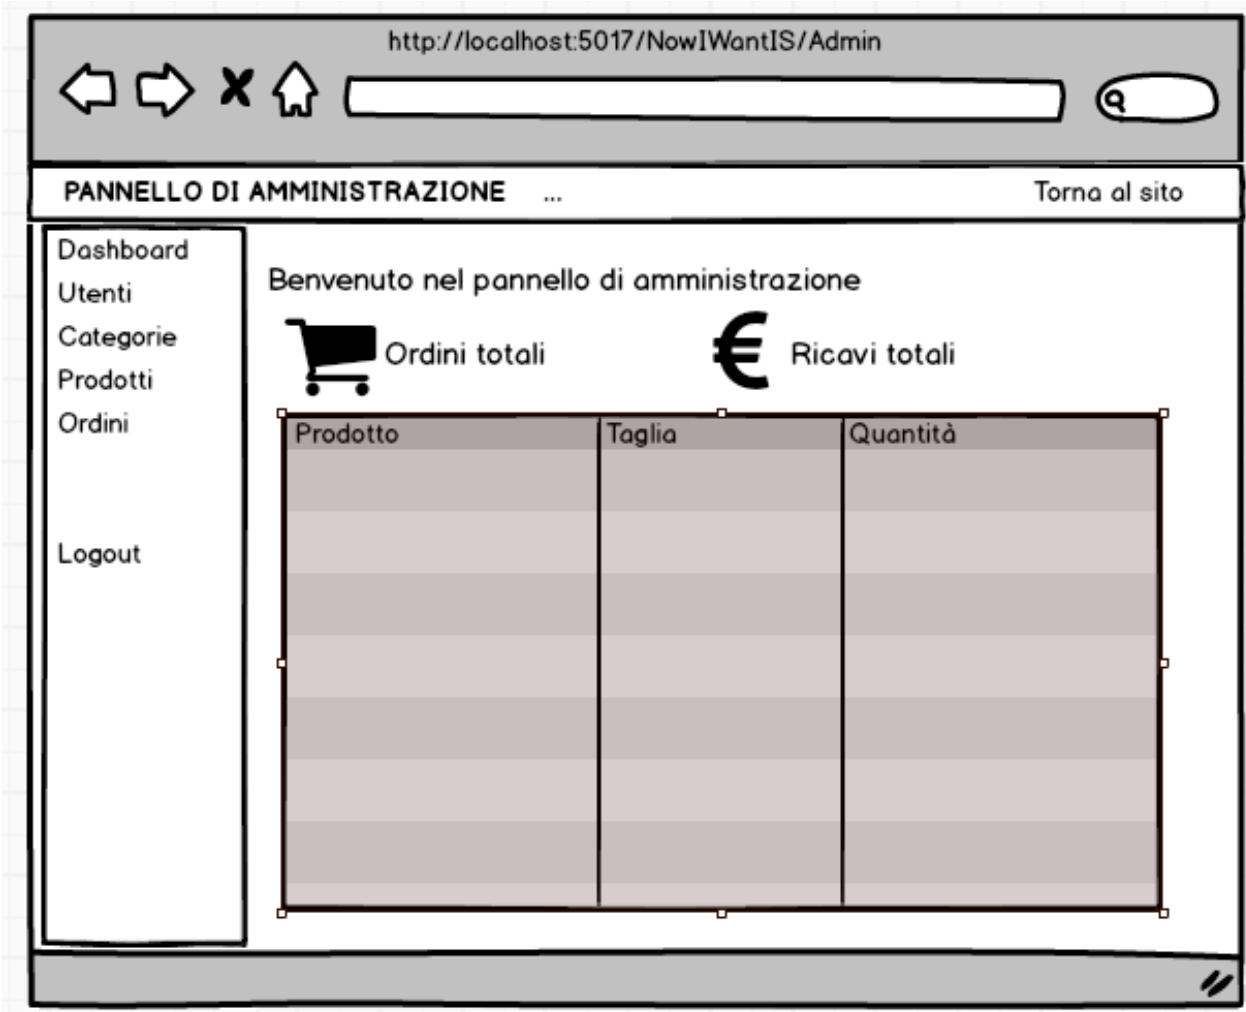 http://localhost:5017/NowIWantIS/Admin
PANNELLO DI AMMINISTRAZIONE ... Torna al sito
Dashboard
Utenti
Categorie
Prodotti
Ordini
Logout
Benvenuto nel pannello di amministrazione
Ordini totali € Ricavi totali
Prodotto Taglia Quantità